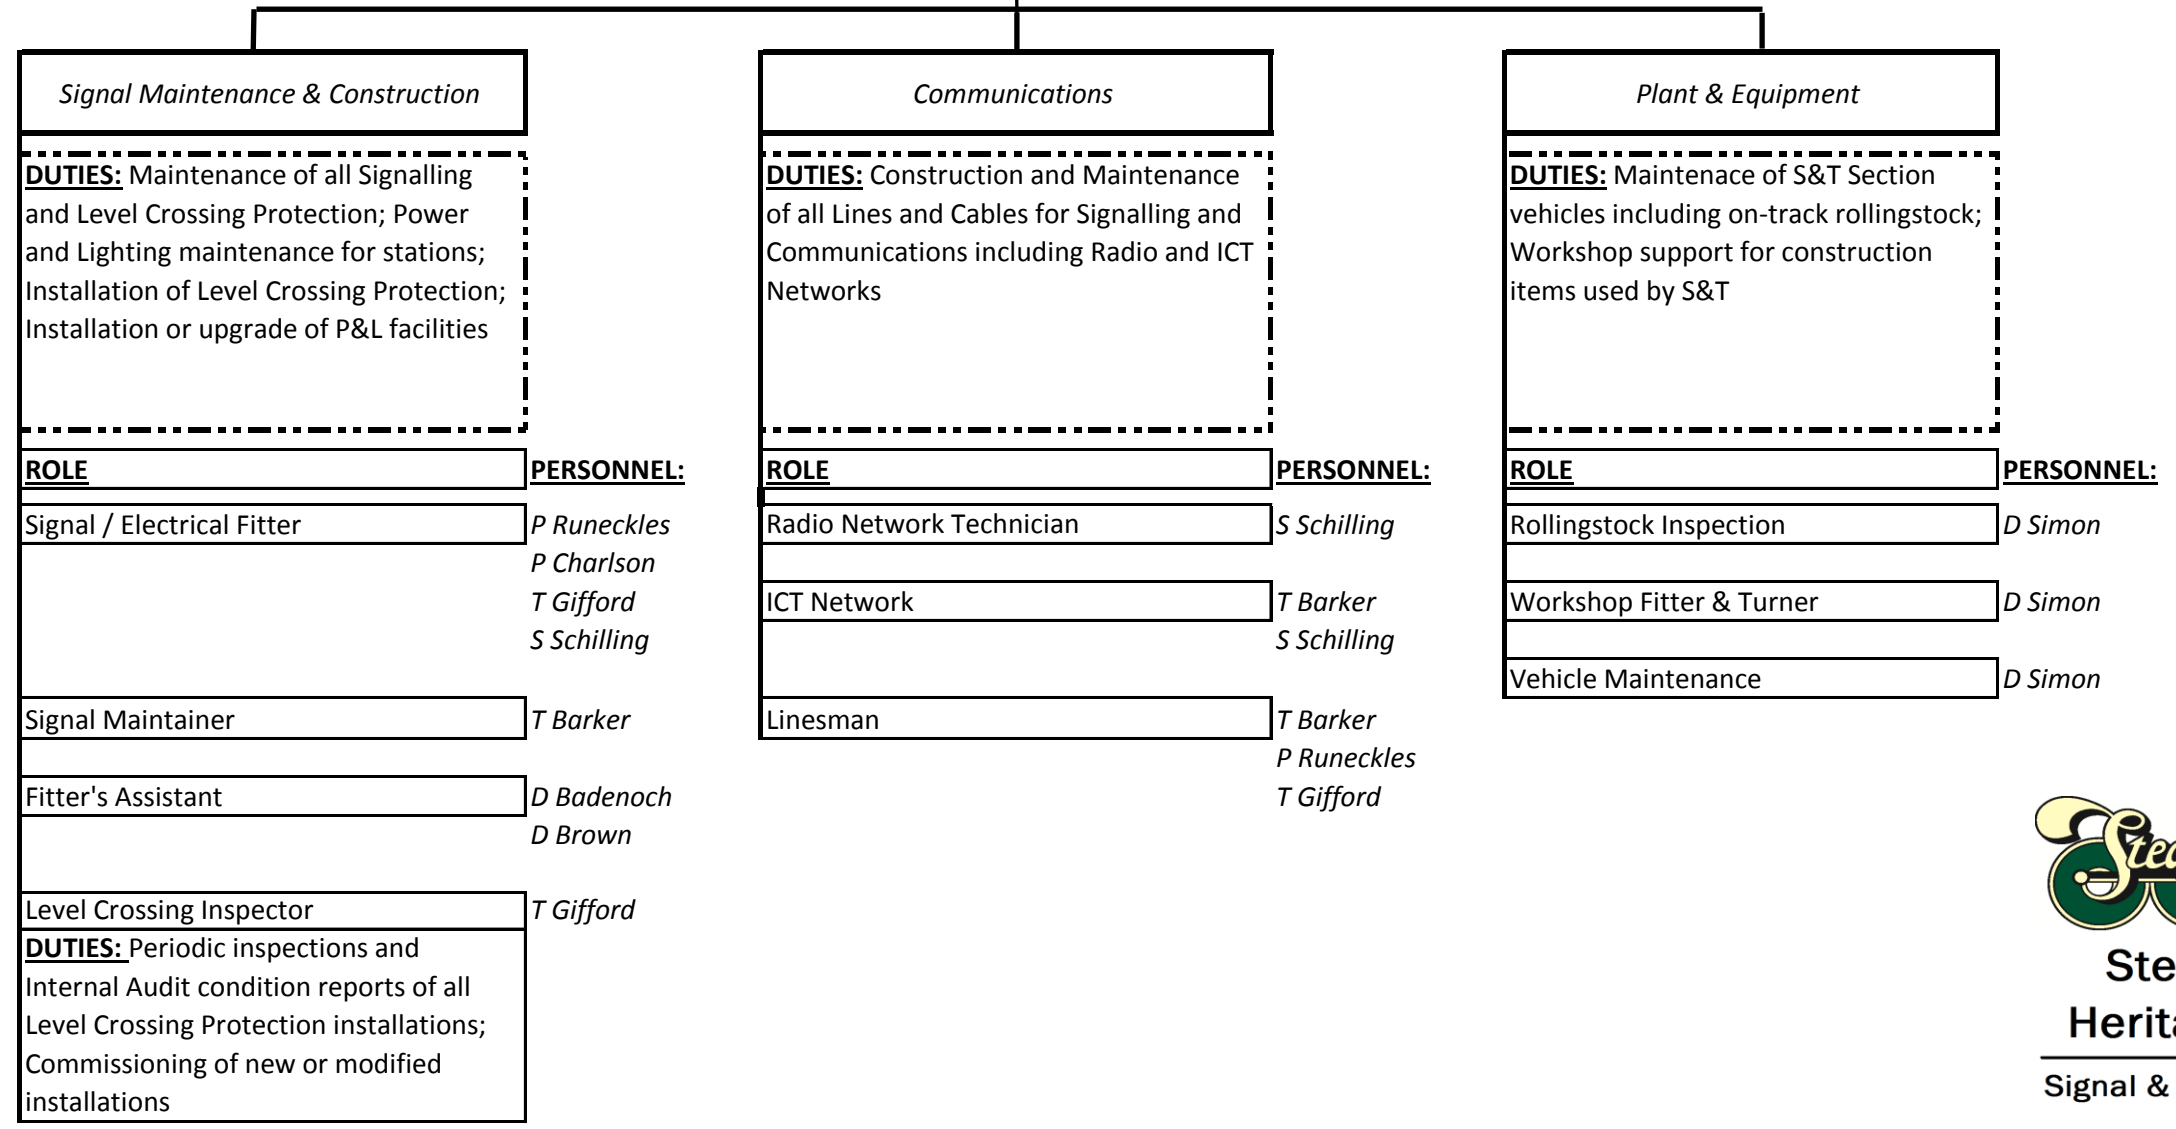 Signal Maintenance & Construction
DUTIES: Maintenance of all Signalling
and Level Crossing Protection; Power
and Lighting maintenance for stations;
Installation of Level Crossing Protection;
Installation or upgrade of P&L facilities
ROLE PERSONNEL:
Signal / Electrical Fitter P Runeckles
P Charlson
T Gifford
S Schilling
Signal Maintainer T Barker
Fitter's Assistant D Badenoch
D Brown
Level Crossing Inspector T Gifford
DUTIES: Periodic inspections and
Internal Audit condition reports of all
Level Crossing Protection installations;
Commissioning of new or modified
installations
Communications
DUTIES: Construction and Maintenance
of all Lines and Cables for Signalling and
Communications including Radio and ICT
Networks
ROLE PERSONNEL:
Radio Network Technician S Schilling
ICT Network T Barker
S Schilling
Linesman T Barker
P Runeckles
T Gifford
Plant & Equipment
DUTIES: Maintenace of S&T Section
vehicles including on-track rollingstock;
Workshop support for construction
items used by S&T
ROLE PERSONNEL:
Rollingstock Inspection D Simon
Workshop Fitter & Turner D Simon
Vehicle Maintenance D Simon
Signal &